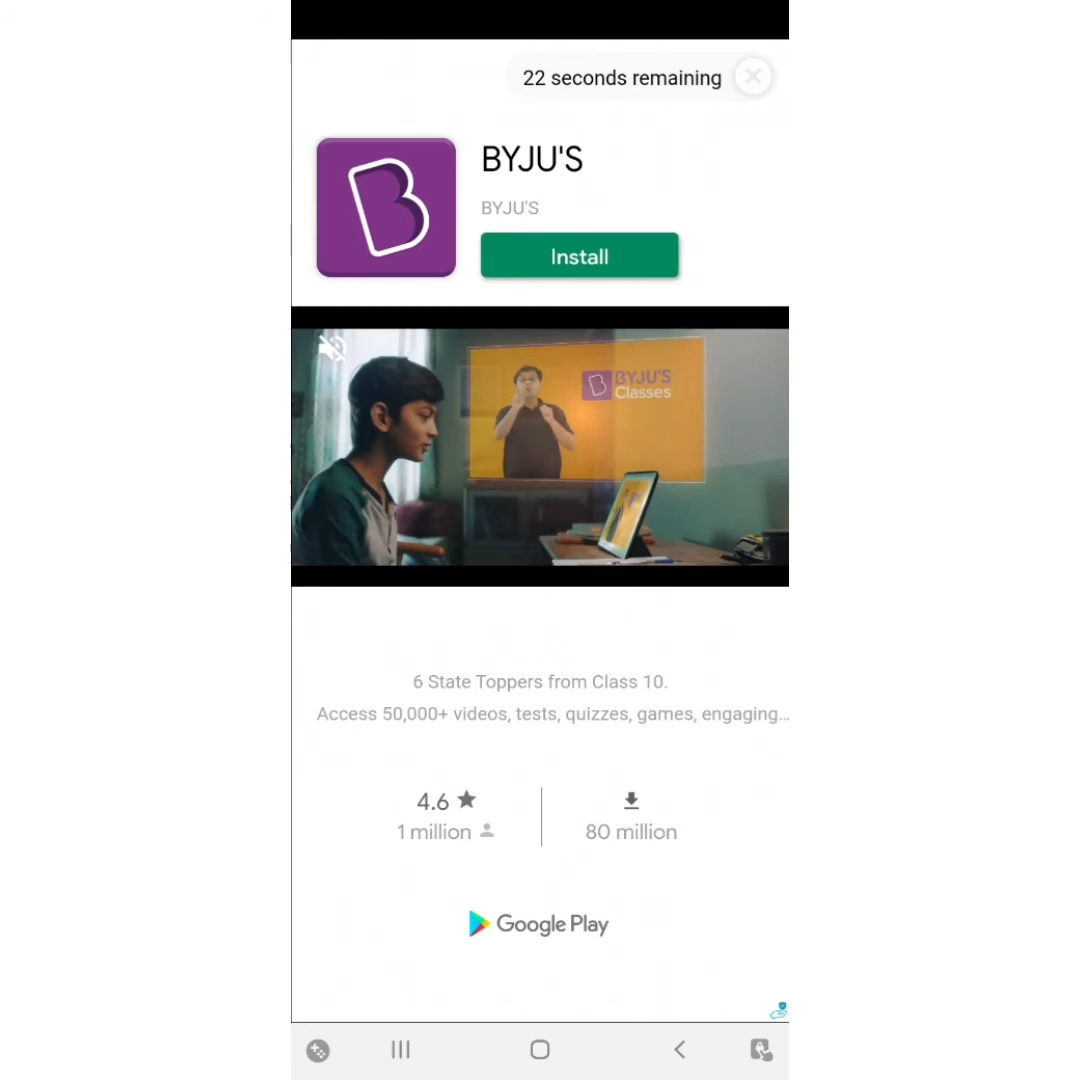 22 seconds remaining
BYJU'S
BYJU'S
Install
BYJU'S
Classes
6 State Toppers from Class 10.
Access 50,000+ videos, tests, quizzes, games, engaging...
4.6
1 million
80 million
Google Play